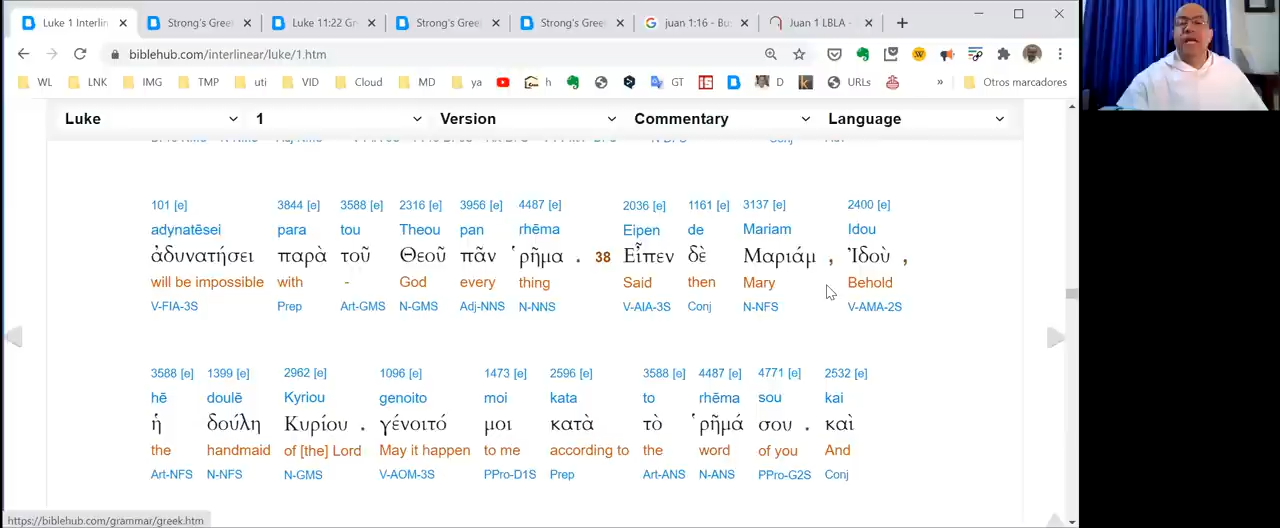 Luke 1 Interlin
Strong's Greek
Luke 11:22 Gr
Strong's Greek
Strong's Greek
juan 1:16 - Bus
Juan 1 LBLA -
biblehub.com/interlinear/luke/1.htm
WL LNK IMG TMP uti VID Cloud MD ya h GT D URLs » Otros marcadores
Luke 1 Version Commentary Language
101 [e] 3844 [e] 3588 [e] 2316 [e] 3956 [e] 4487 [e] 2036 [e] 1161 [e] 3137 [e] 2400 [e]
adynatēsei para tou Theou pan rhēma Eipen de Mariam Idou
ἀδυνατήσει παρὰ τοῦ Θεοῦ πᾶν ῥῆμα . 38 Εἶπεν δὲ Μαριάμ , Ἰδοὺ ,
will be impossible with - God every thing Said then Mary Behold
V-FIA-3S Prep Art-GMS N-GMS Adj-NNS N-NNS V-AIA-3S Conj N-NFS V-AMA-2S
3588 [e] 1399 [e] 2962 [e] 1096 [e] 1473 [e] 2596 [e] 3588 [e] 4487 [e] 4771 [e] 2532 [e]
hē doulē Kyriou genoito moi kata to rhēma sou kai
ἡ δούλη Κυρίου . γένοιτό μοι κατὰ τὸ ῥῆμά σου . καὶ
the handmaid of [the] Lord May it happen to me according to the word of you And
Art-NFS N-NFS N-GMS V-AOM-3S PPro-D1S Prep Art-ANS N-ANS PPro-G2S Conj
https://biblehub.com/grammar/greek.htm